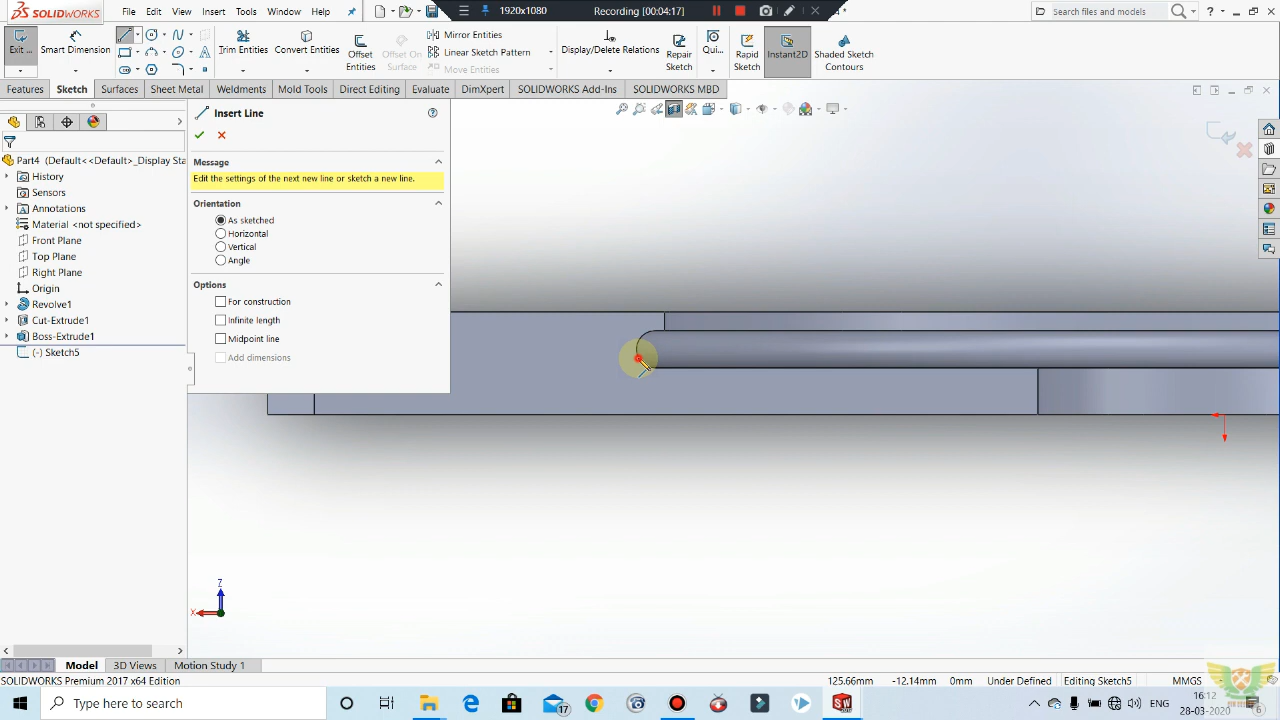 SOLIDWORKS File Edit View Insert Tools Window Help 1920x1080 Recording [00:04:17] search files and models
Exit ... Smart Dimension Trim Entities Convert Entities Offset Entities Offset On Surface Mirror Entities Linear Sketch Pattern Move Entities Display/Delete Relations Repair Sketch Qui... Rapid Sketch Instant2D Shaded Sketch Contours
Features Sketch Surfaces Sheet Metal Weldments Mold Tools Direct Editing Evaluate DimXpert SOLIDWORKS Add-Ins SOLIDWORKS MBD
Insert Line
Part4 (Default<<Default>_Display Sta
History
Sensors
Annotations
Material <not specified>
Front Plane
Top Plane
Right Plane
Origin
Revolve1
Cut-Extrude1
Boss-Extrude1
(-) Sketch5
Message
Edit the settings of the next new line or sketch a new line.
Orientation
As sketched
Horizontal
Vertical
Angle
Options
For construction
Infinite length
Midpoint line
Add dimensions
Z
X
Model 3D Views Motion Study 1
SOLIDWORKS Premium 2017 x64 Edition 125.66mm -12.14mm 0mm Under Defined Editing Sketch5 MMGS
Type here to search 17 ENG 16:12
28-03-2020 6